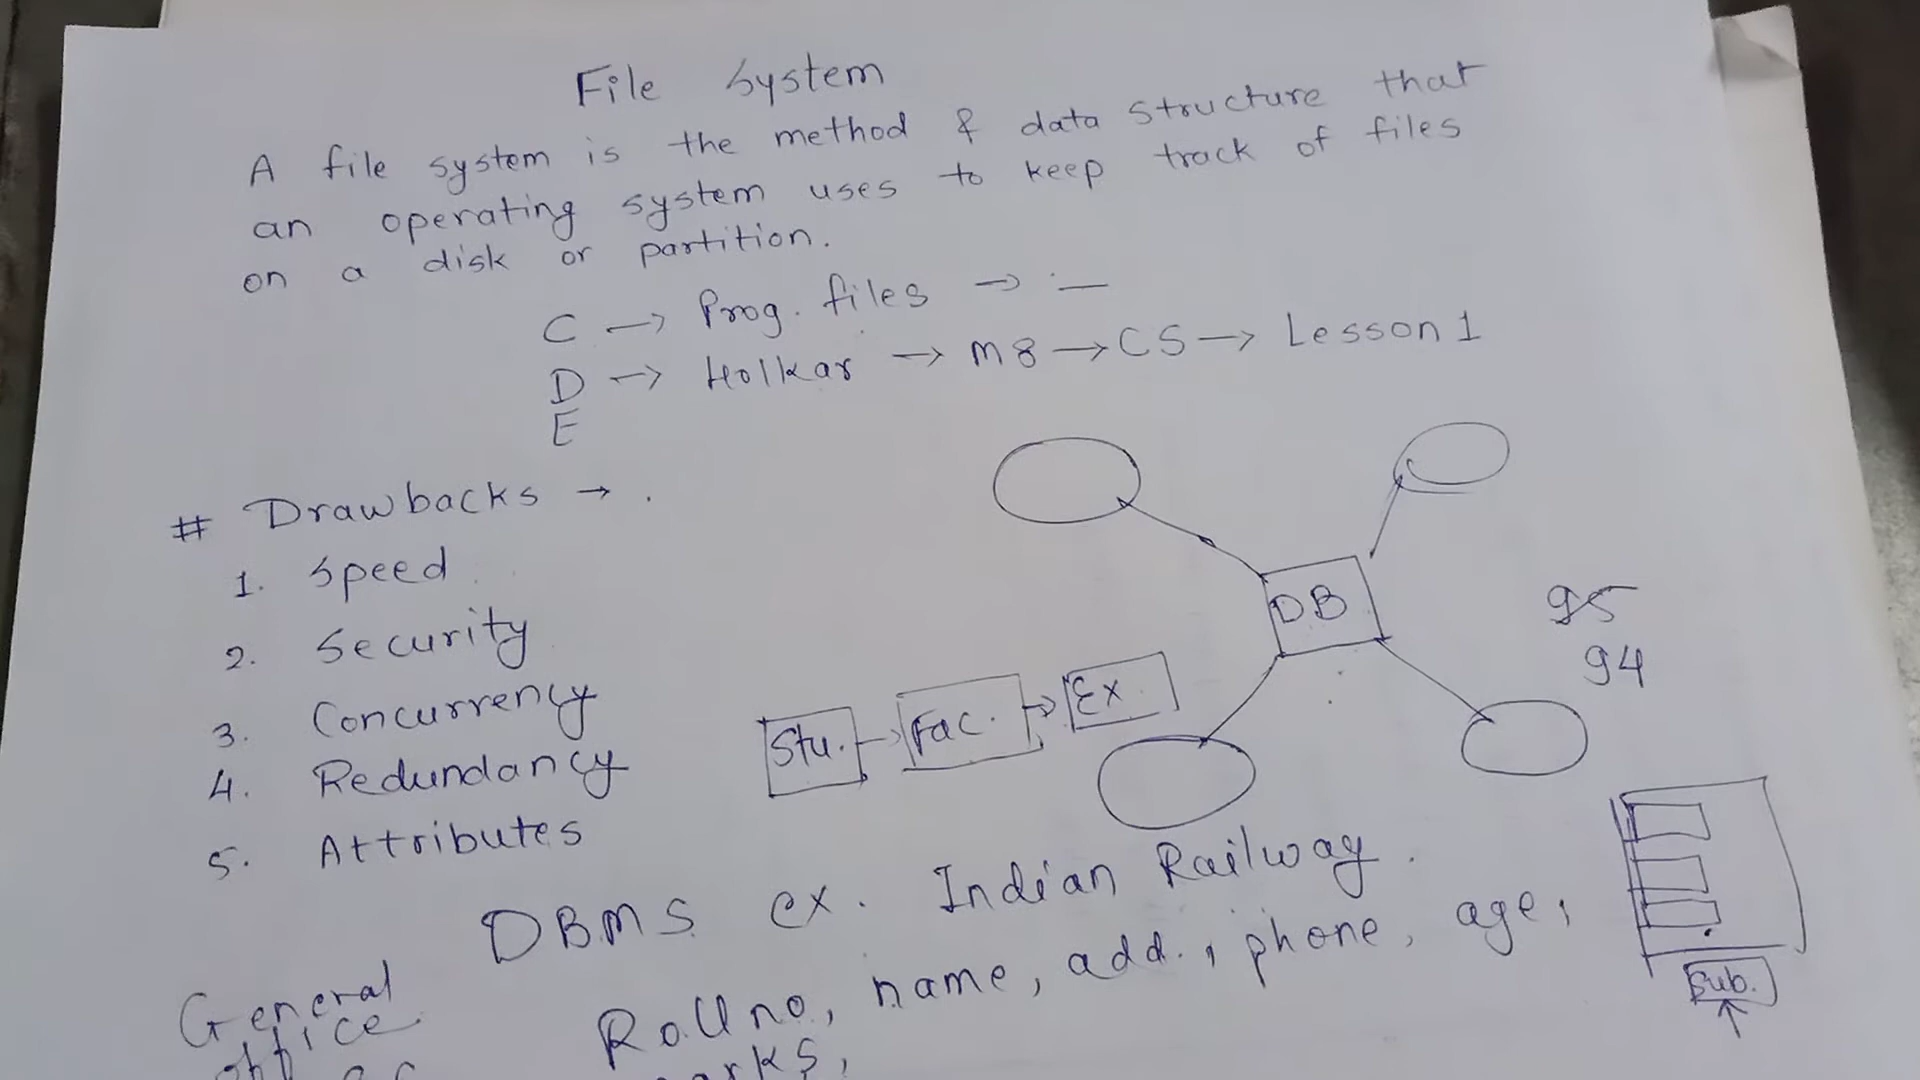 File System
A file system is the method & data structure that
an operating system uses to keep track of files
on a disk or partition.
C → Prog. files → —
D → Holkar → M8 → CS → Lesson 1
E
# Drawbacks →
1. Speed
2. Security
3. Concurrency
4. Redundancy
5. Attributes
DB
95
94
Stu. → Fac. → Ex.
DBMS ex. Indian Railway.
Rollno, name, add., phone, age,
Sub.
General
office